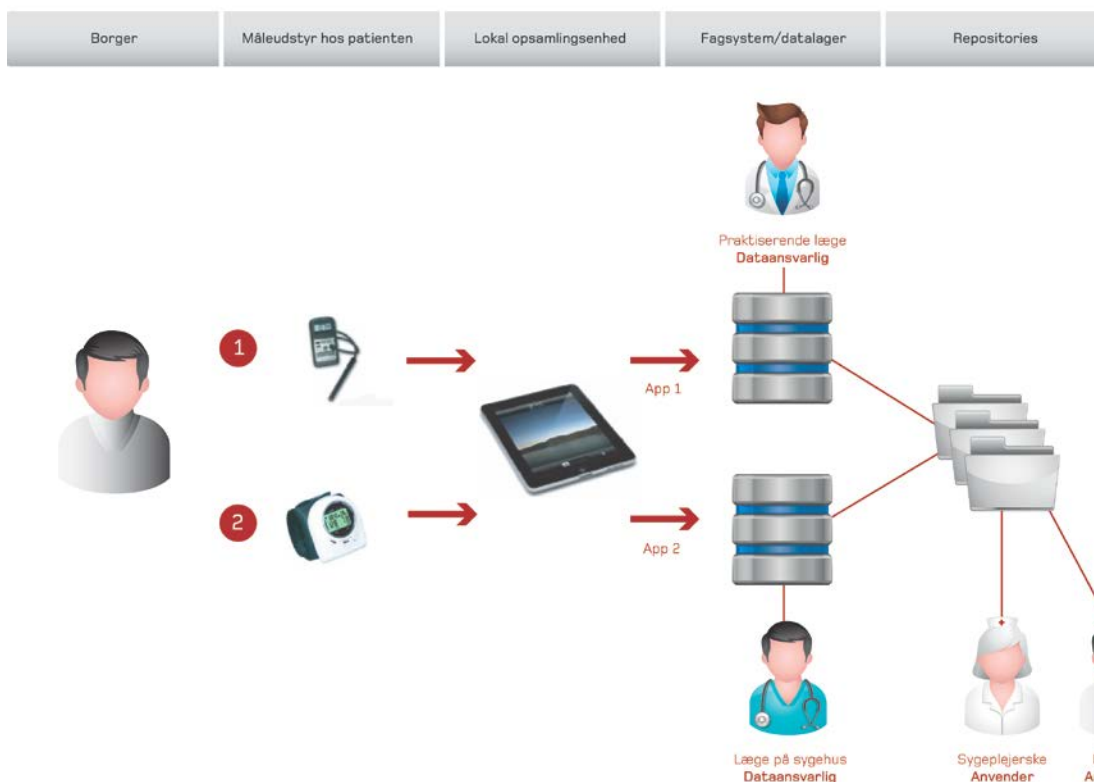 Borger
Måleudstyr hos patienten
Lokal opsamlingsenhed
Fagsystem/datalager
Repositories
Praktiserende læge
Dataansvarlig
1
App 1
2
App 2
Læge på sygehus
Dataansvarlig
Sygeplejerske
Anvender